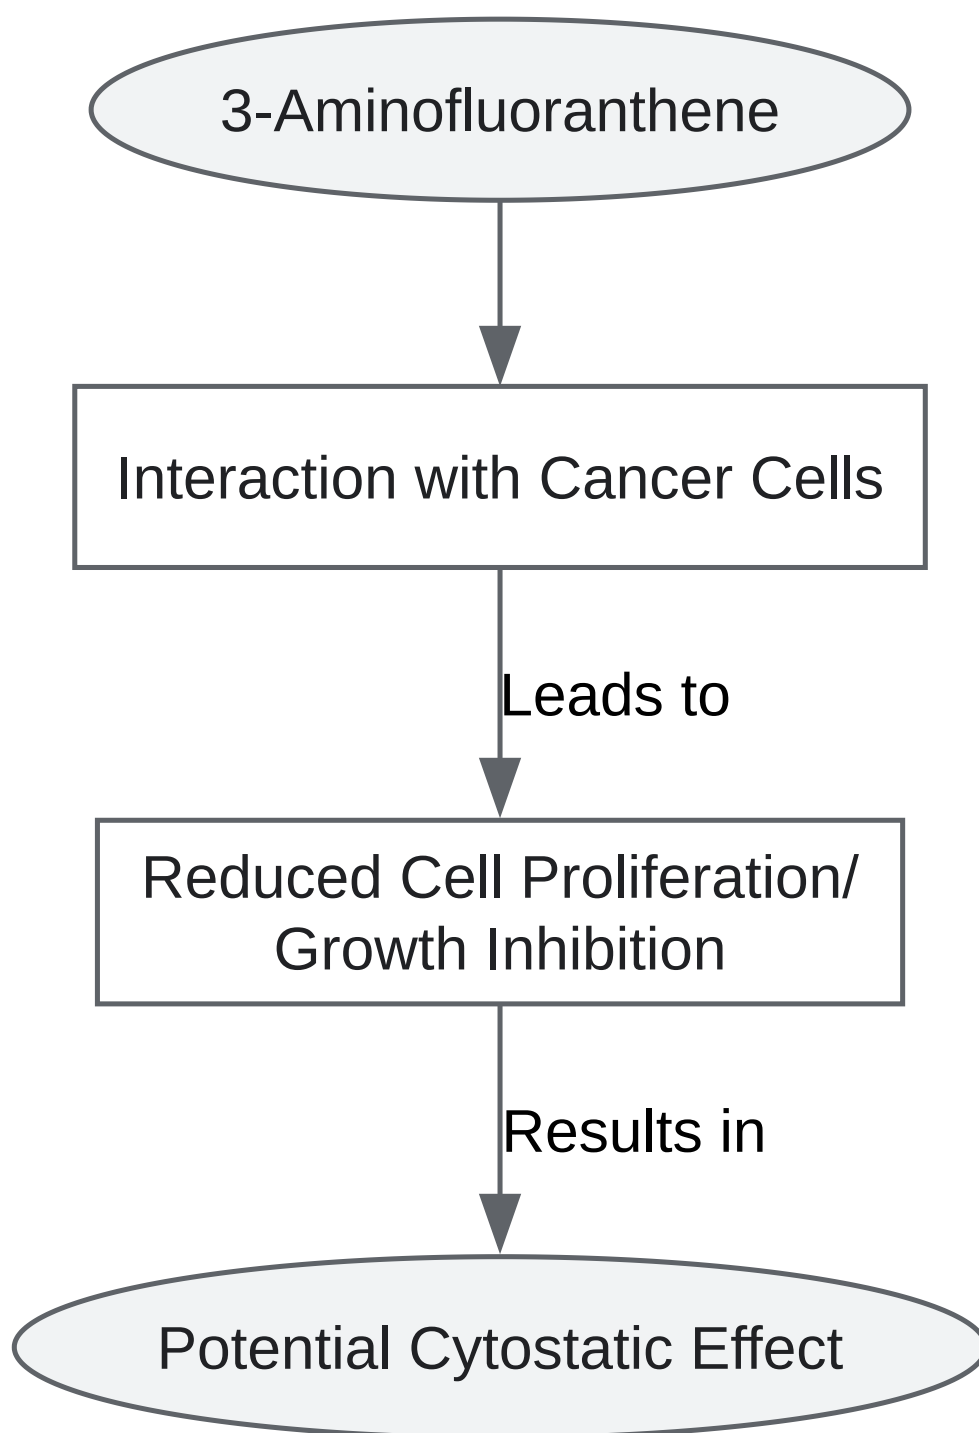 3-Aminofluoranthene
Interaction with Cancer Cells
Leads to
Reduced Cell Proliferation/
Growth Inhibition
Results in
Potential Cytostatic Effect